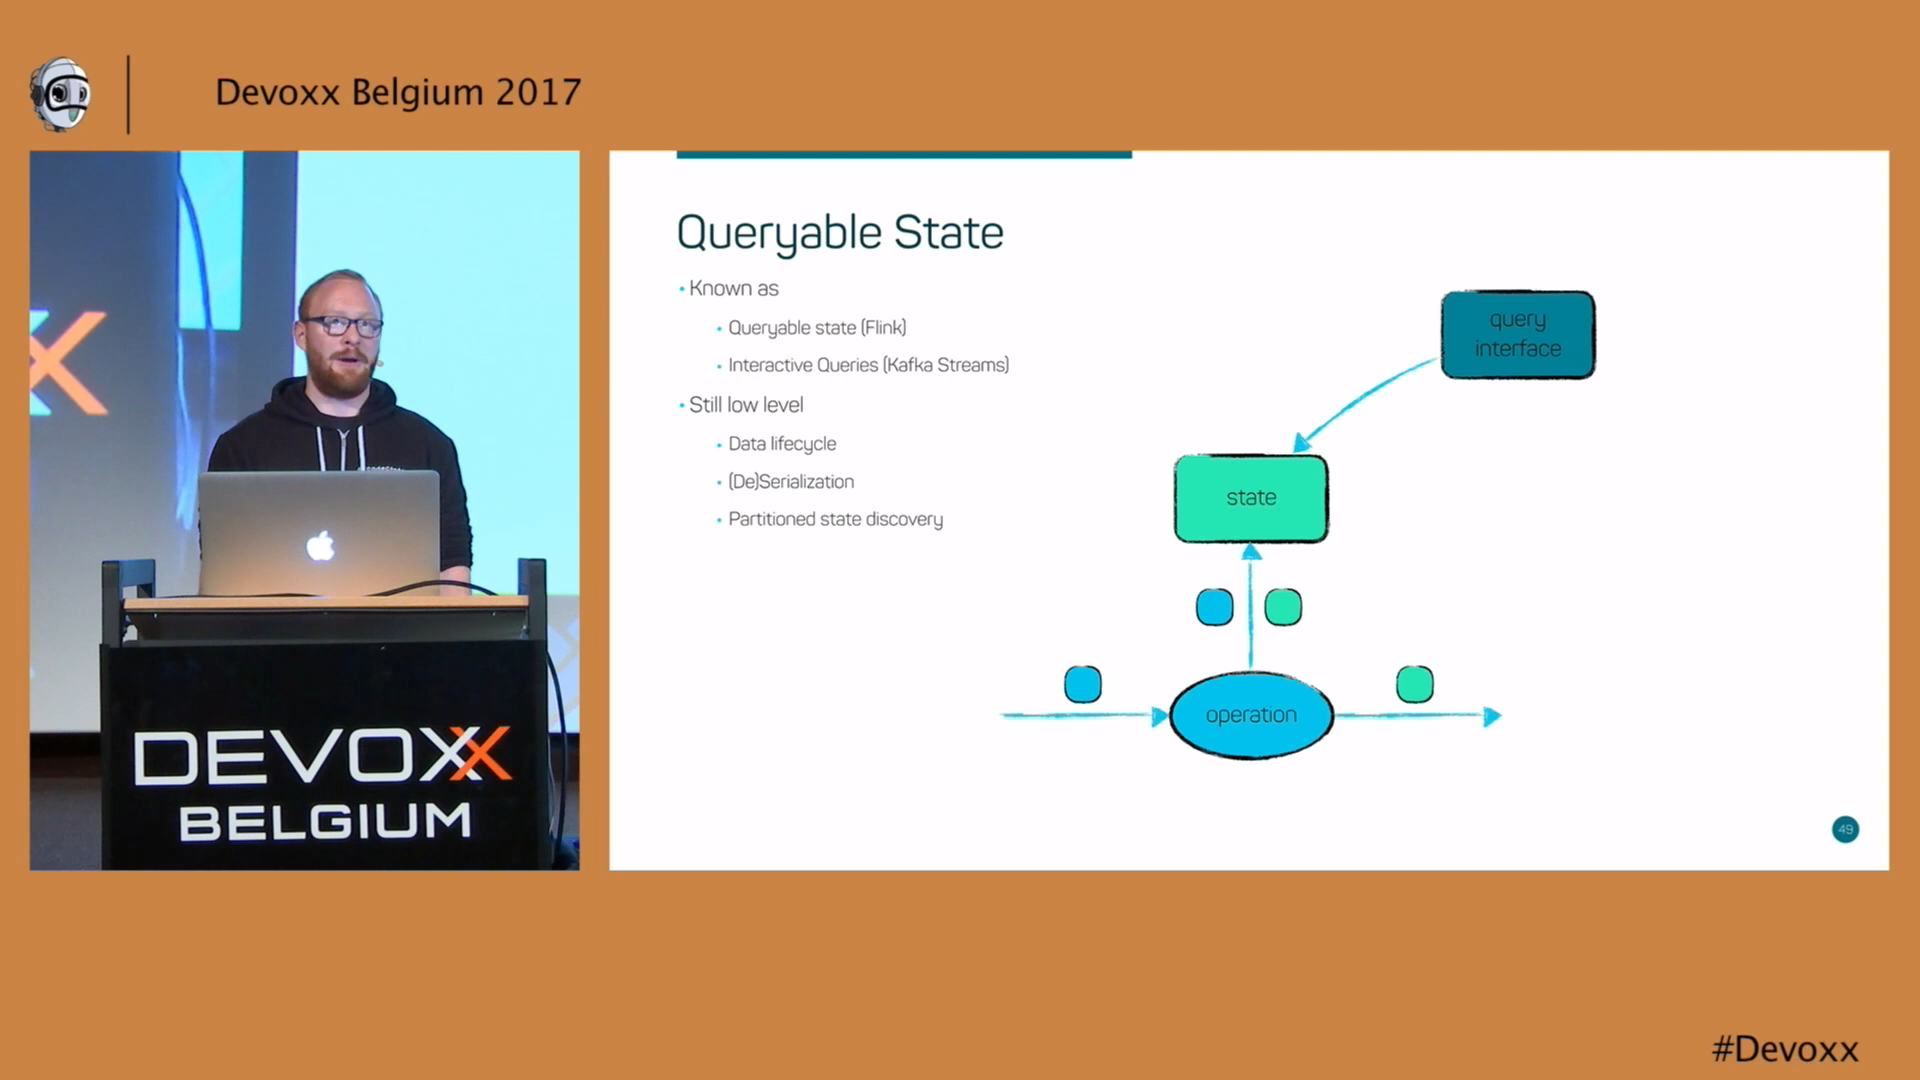 Devoxx Belgium 2017
DEVOXX
BELGIUM
Queryable State
• Known as
• Queryable state (Flink)
• Interactive Queries (Kafka Streams)
• Still low level
• Data lifecycle
• (De)Serialization
• Partitioned state discovery
query
interface
state
operation
49
#Devoxx